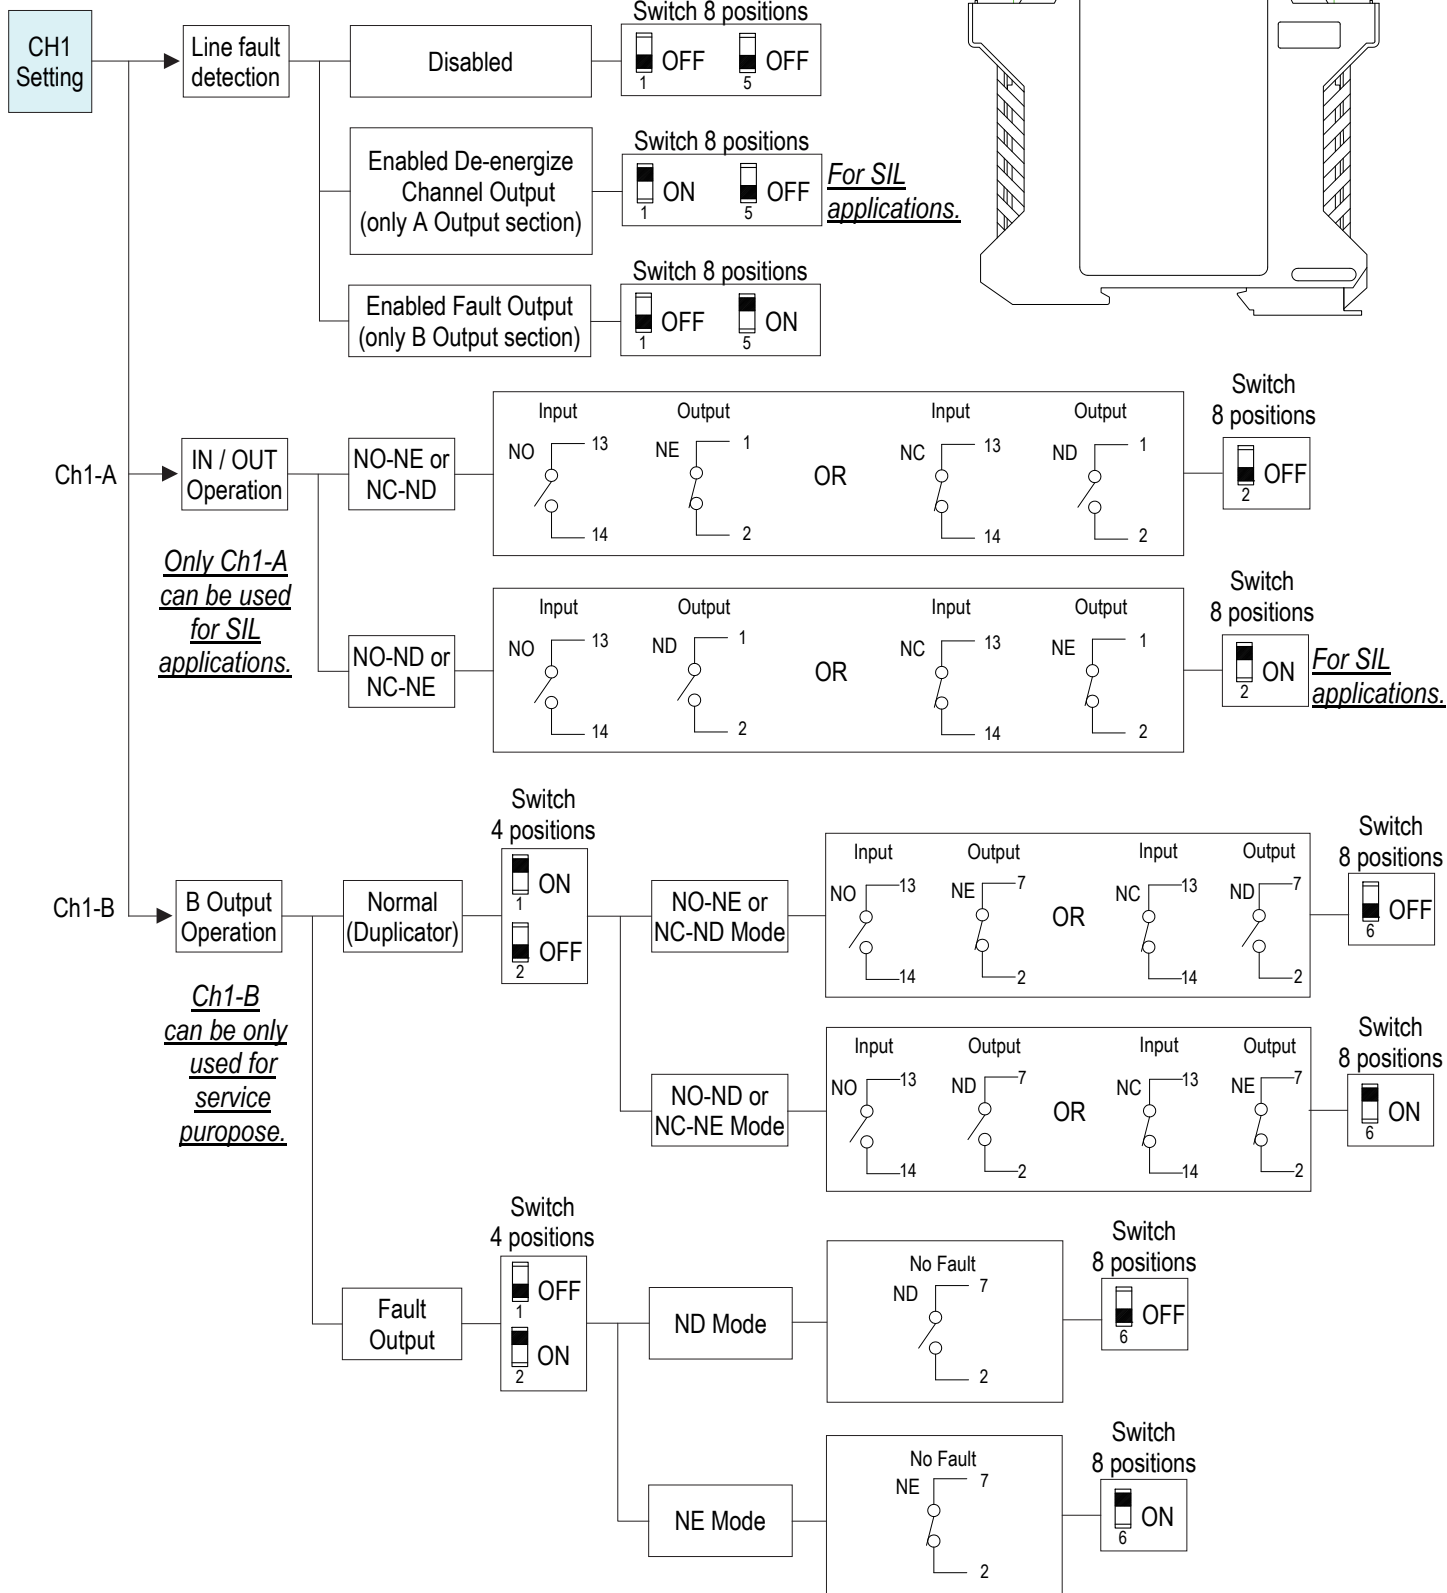 CH1
Setting
Line fault
detection
Disabled
Switch 8 positions
OFF OFF
1 5
Enabled De-energize
Channel Output
(only A Output section)
Switch 8 positions
ON OFF
1 5
For SIL
applications.
Enabled Fault Output
(only B Output section)
Switch 8 positions
OFF ON
1 5
Ch1-A
IN / OUT
Operation
Only Ch1-A
can be used
for SIL
applications.
NO-NE or
NC-ND
Input Output Input Output
NO 13 NE 1 OR NC 13 ND 1
14 2 14 2
Switch
8 positions
OFF
2
NO-ND or
NC-NE
Input Output Input Output
NO 13 ND 1 OR NC 13 NE 1
14 2 14 2
Switch
8 positions
ON
2
For SIL
applications.
Ch1-B
B Output
Operation
Ch1-B
can be only
used for
service
puropose.
Normal
(Duplicator)
Switch
4 positions
ON
1
OFF
2
NO-NE or
NC-ND Mode
Input Output Input Output
NO 13 NE 7 OR NC 13 ND 7
14 2 14 2
Switch
8 positions
OFF
6
NO-ND or
NC-NE Mode
Input Output Input Output
NO 13 ND 7 OR NC 13 NE 7
14 2 14 2
Switch
8 positions
ON
6
Fault
Output
Switch
4 positions
OFF
1
ON
2
ND Mode
No Fault
ND 7
2
Switch
8 positions
OFF
6
NE Mode
No Fault
NE 7
2
Switch
8 positions
ON
6